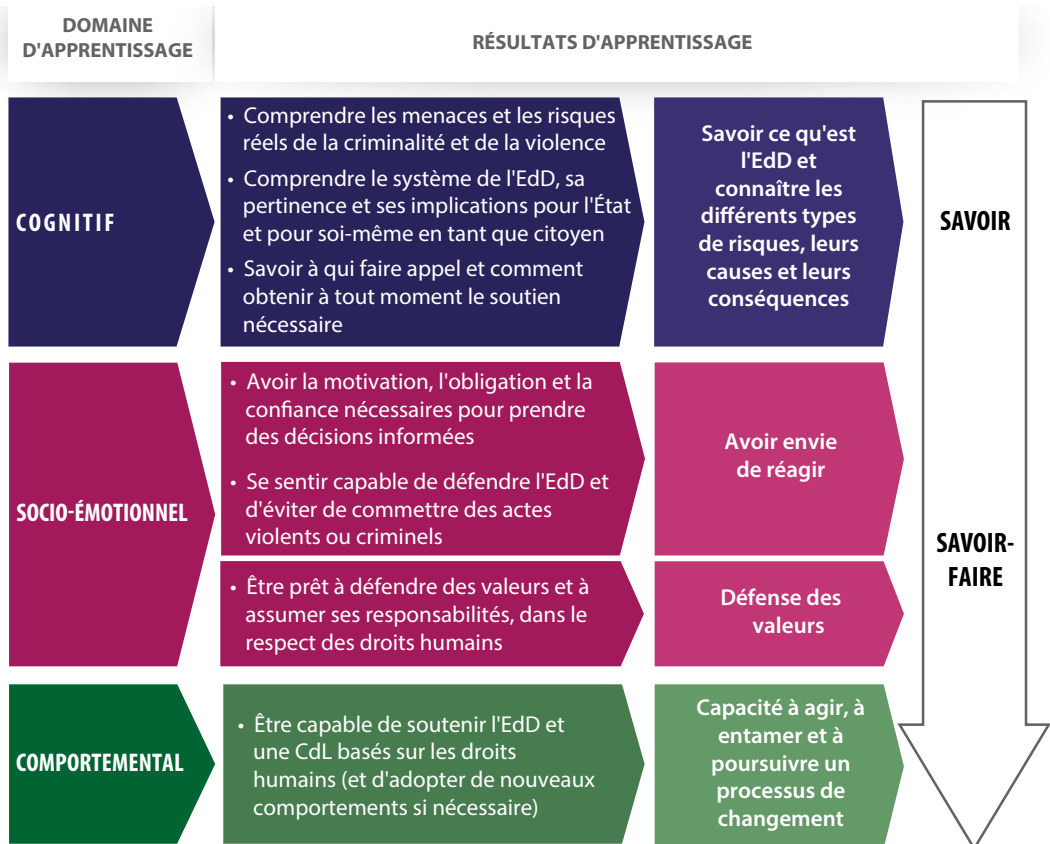 DOMAINE
D'APPRENTISSAGE
RÉSULTATS D'APPRENTISSAGE
COGNITIF
• Comprendre les menaces et les risques
réels de la criminalité et de la violence
• Comprendre le système de l'EdD, sa
pertinence et ses implications pour l'État
et pour soi-même en tant que citoyen
• Savoir à qui faire appel et comment
obtenir à tout moment le soutien
nécessaire
Savoir ce qu'est
l'EdD et
connaître les
différents types
de risques, leurs
causes et leurs
conséquences
SAVOIR
SOCIO-ÉMOTIONNEL
• Avoir la motivation, l'obligation et la
confiance nécessaires pour prendre
des décisions informées
• Se sentir capable de défendre l'EdD et
d'éviter de commettre des actes
violents ou criminels
Avoir envie
de réagir
• Être prêt à défendre des valeurs et à
assumer ses responsabilités, dans le
respect des droits humains
Défense des
valeurs
SAVOIR-
FAIRE
COMPORTEMENTAL
• Être capable de soutenir l'EdD et
une CdL basés sur les droits
humains (et d'adopter de nouveaux
comportements si nécessaire)
Capacité à agir, à
entamer et à
poursuivre un
processus de
changement